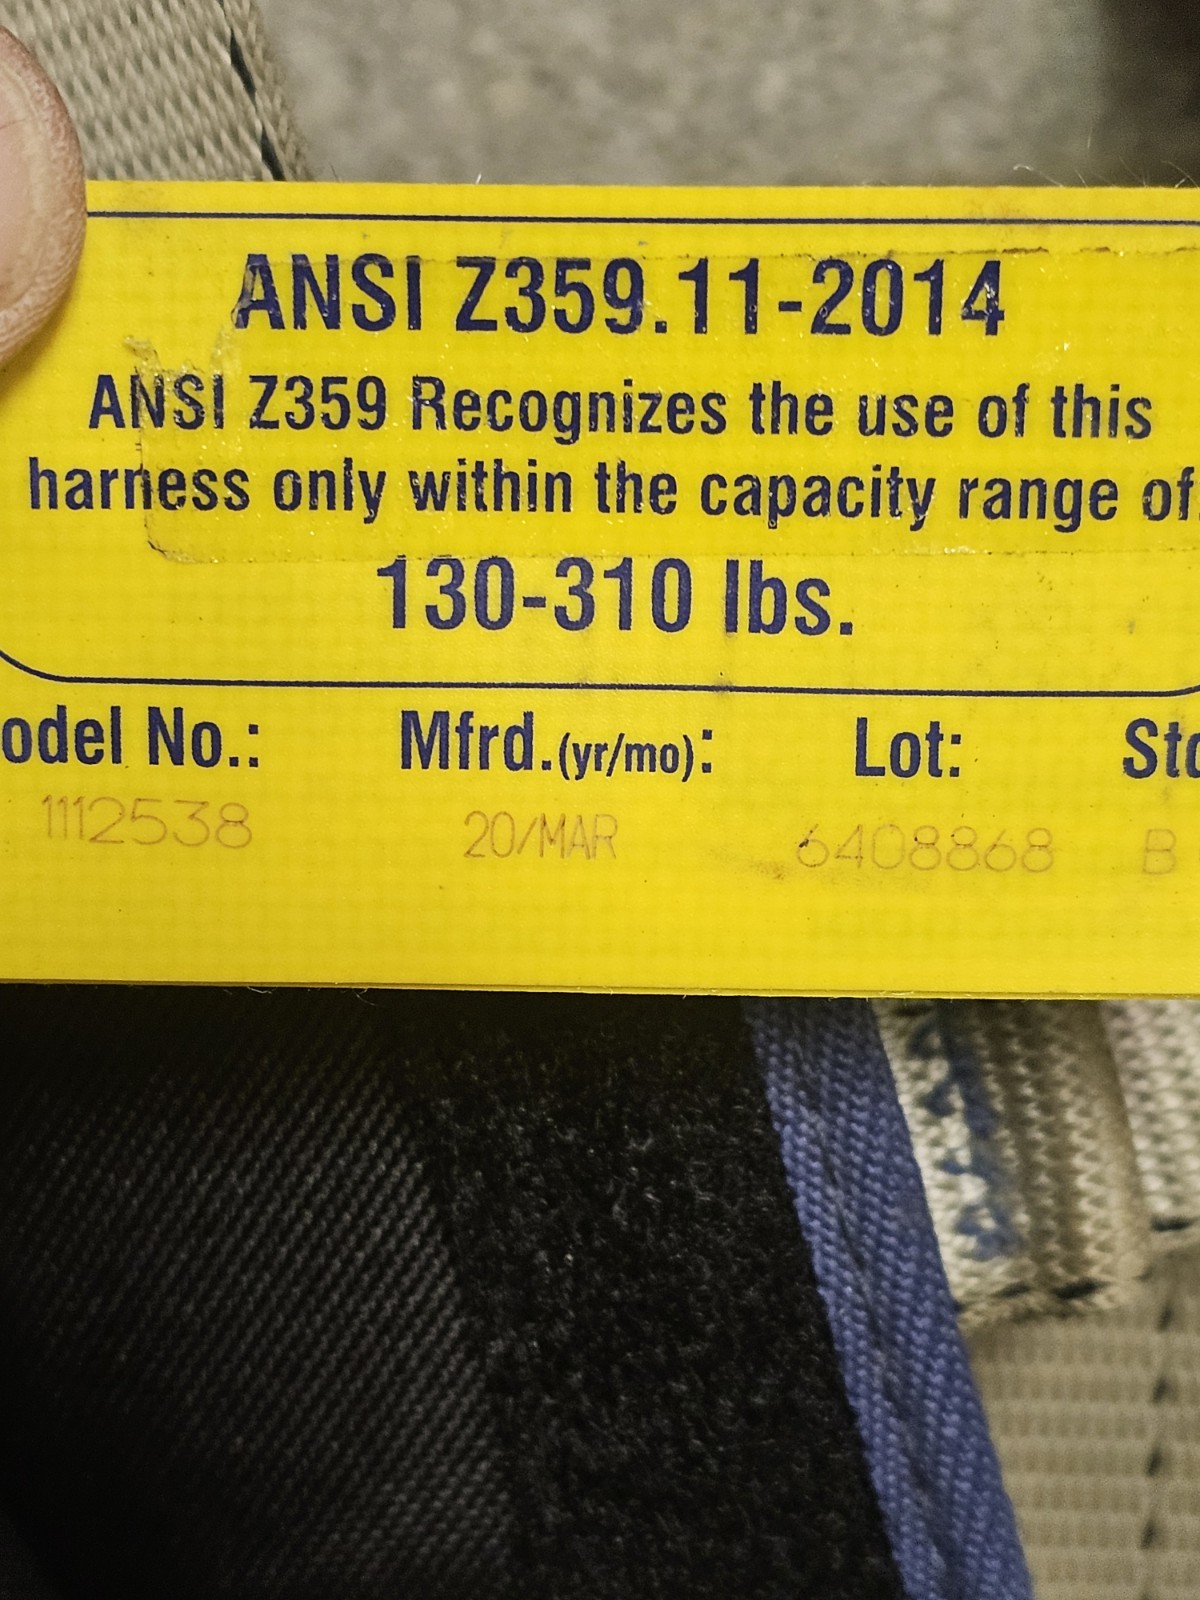 ANSI Z359.11-2014
ANSI Z359 Recognizes the use of this
harness only within the capacity range of:
130-310 lbs.
odel No.: Mfrd.(yr/mo): Lot: Sto
1112538 20/MAR 6408868 B